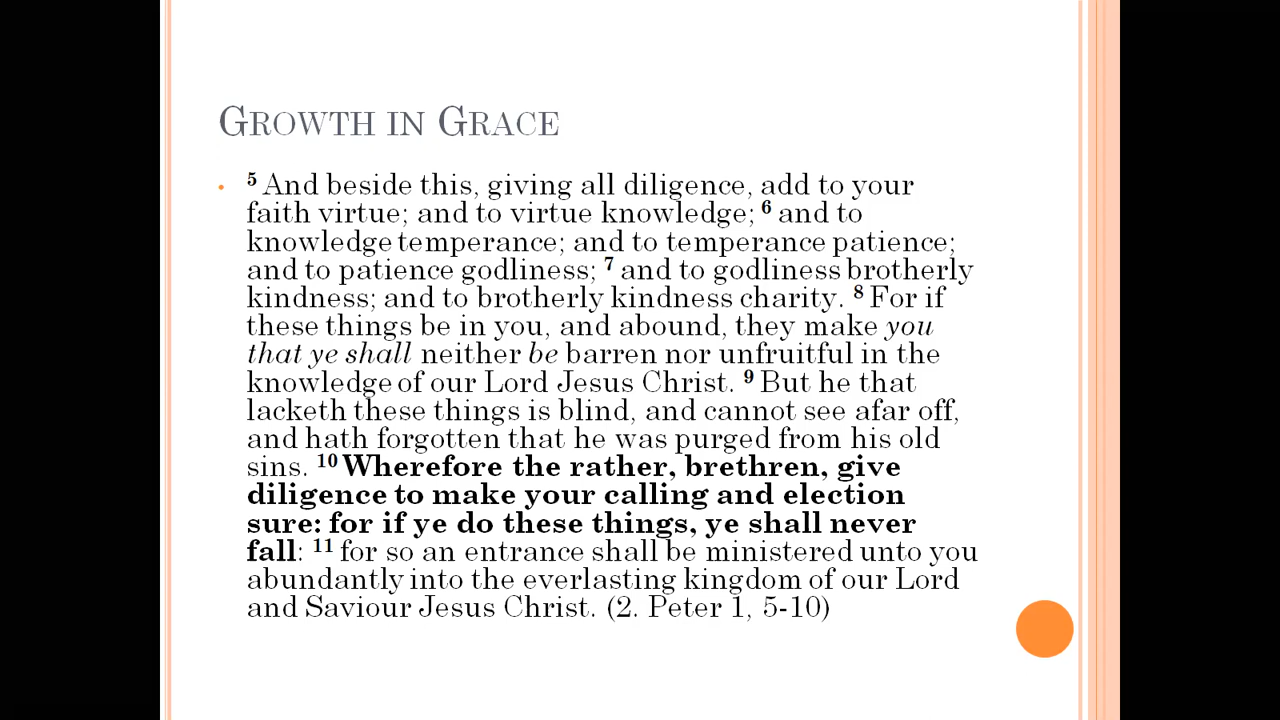 GROWTH IN GRACE
• ⁵ And beside this, giving all diligence, add to your
faith virtue; and to virtue knowledge; ⁶ and to
knowledge temperance; and to temperance patience;
and to patience godliness; ⁷ and to godliness brotherly
kindness; and to brotherly kindness charity. ⁸ For if
these things be in you, and abound, they make you
that ye shall neither be barren nor unfruitful in the
knowledge of our Lord Jesus Christ. ⁹ But he that
lacketh these things is blind, and cannot see afar off,
and hath forgotten that he was purged from his old
sins. ¹⁰ Wherefore the rather, brethren, give
diligence to make your calling and election
sure: for if ye do these things, ye shall never
fall: ¹¹ for so an entrance shall be ministered unto you
abundantly into the everlasting kingdom of our Lord
and Saviour Jesus Christ. (2. Peter 1, 5-10)